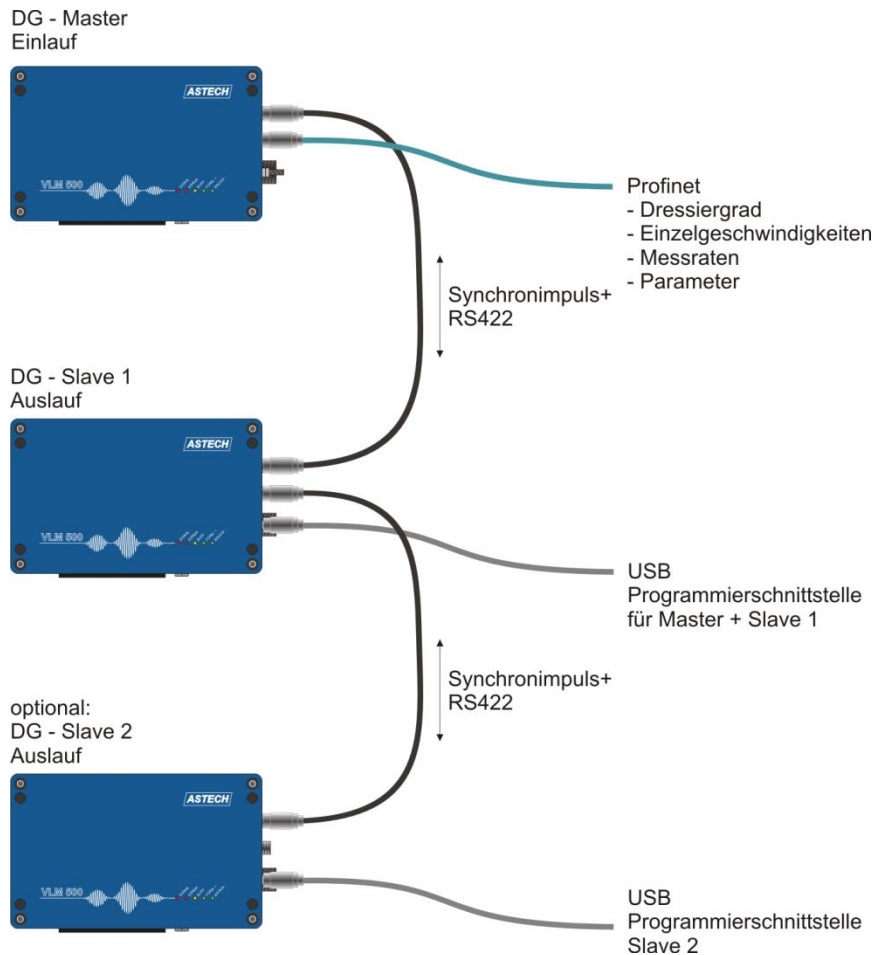 DG - Master
Einlauf
ASTECH
VLM 500
Profinet
- Dressiergrad
- Einzelgeschwindigkeiten
- Messraten
- Parameter
Synchronimpuls+
RS422
DG - Slave 1
Auslauf
ASTECH
VLM 500
USB
Programmierschnittstelle
für Master + Slave 1
Synchronimpuls+
RS422
optional:
DG - Slave 2
Auslauf
ASTECH
VLM 500
USB
Programmierschnittstelle
Slave 2